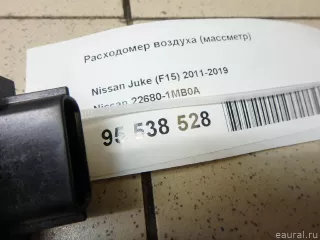 Расходомер воздуха (массметр)
Nissan Juke (F15) 2011-2019
Nissan 22680-1MB0A
95 538 528
eaural.ru